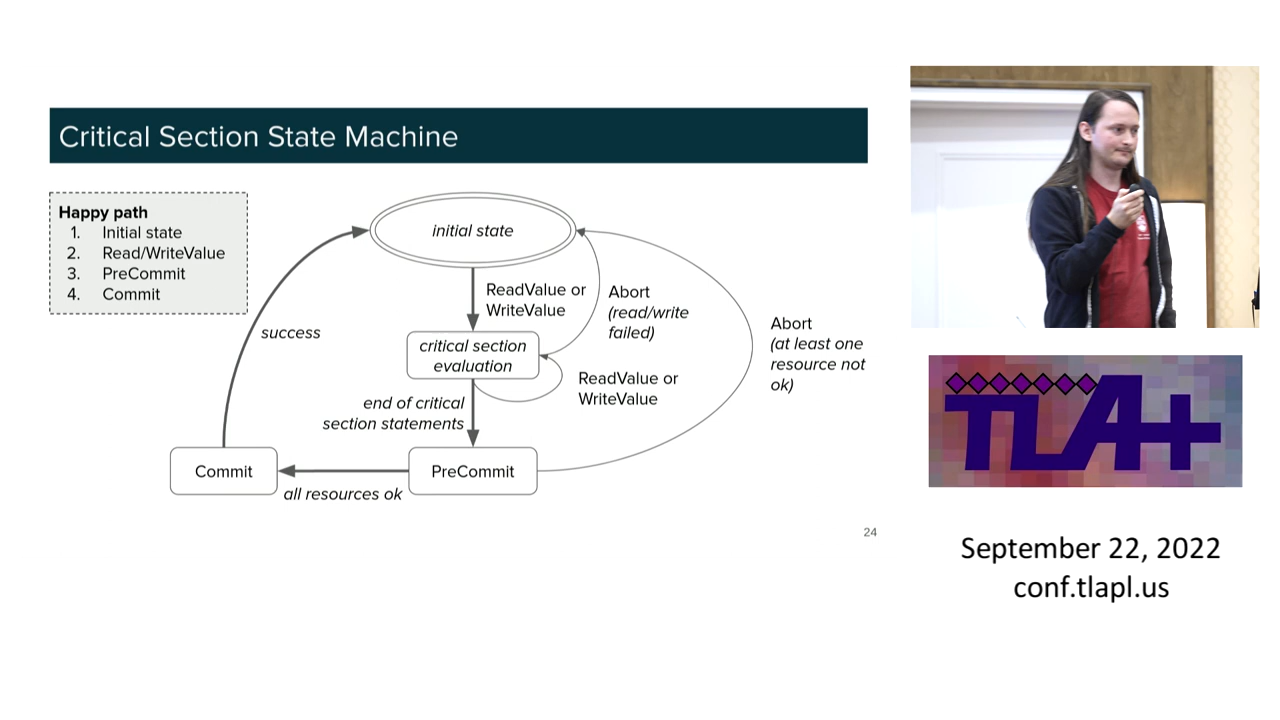 Critical Section State Machine
Happy path
1. Initial state
2. Read/WriteValue
3. PreCommit
4. Commit
initial state
ReadValue or
WriteValue
Abort
(read/write
failed)
Abort
(at least one
resource not
ok)
success
critical section
evaluation
ReadValue or
WriteValue
end of critical
section statements
Commit
PreCommit
all resources ok
24
TLA+
September 22, 2022
conf.tlapl.us